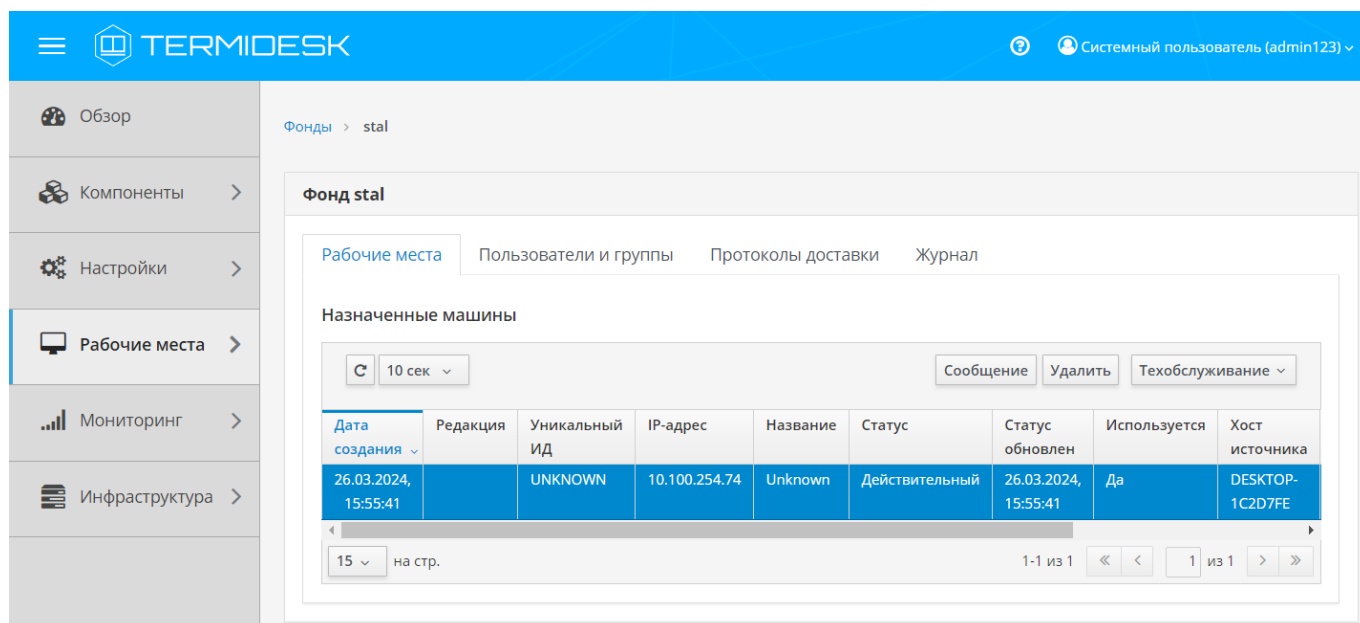 TERMIDESK
Системный пользователь (admin123)
Обзор
Компоненты
Настройки
Рабочие места
Мониторинг
Инфраструктура
Фонды > stal
Фонд stal
Рабочие места Пользователи и группы Протоколы доставки Журнал
Назначенные машины
10 сек Сообщение Удалить Техобслуживание
Дата Редакция Уникальный IP-адрес Название Статус Статус Используется Хост
создания ИД обновлен источника
26.03.2024, UNKNOWN 10.100.254.74 Unknown Действительный 26.03.2024, Да DESKTOP-
15:55:41 15:55:41 1C2D7FE
15 на стр. 1-1 из 1 « < 1 из 1 > »